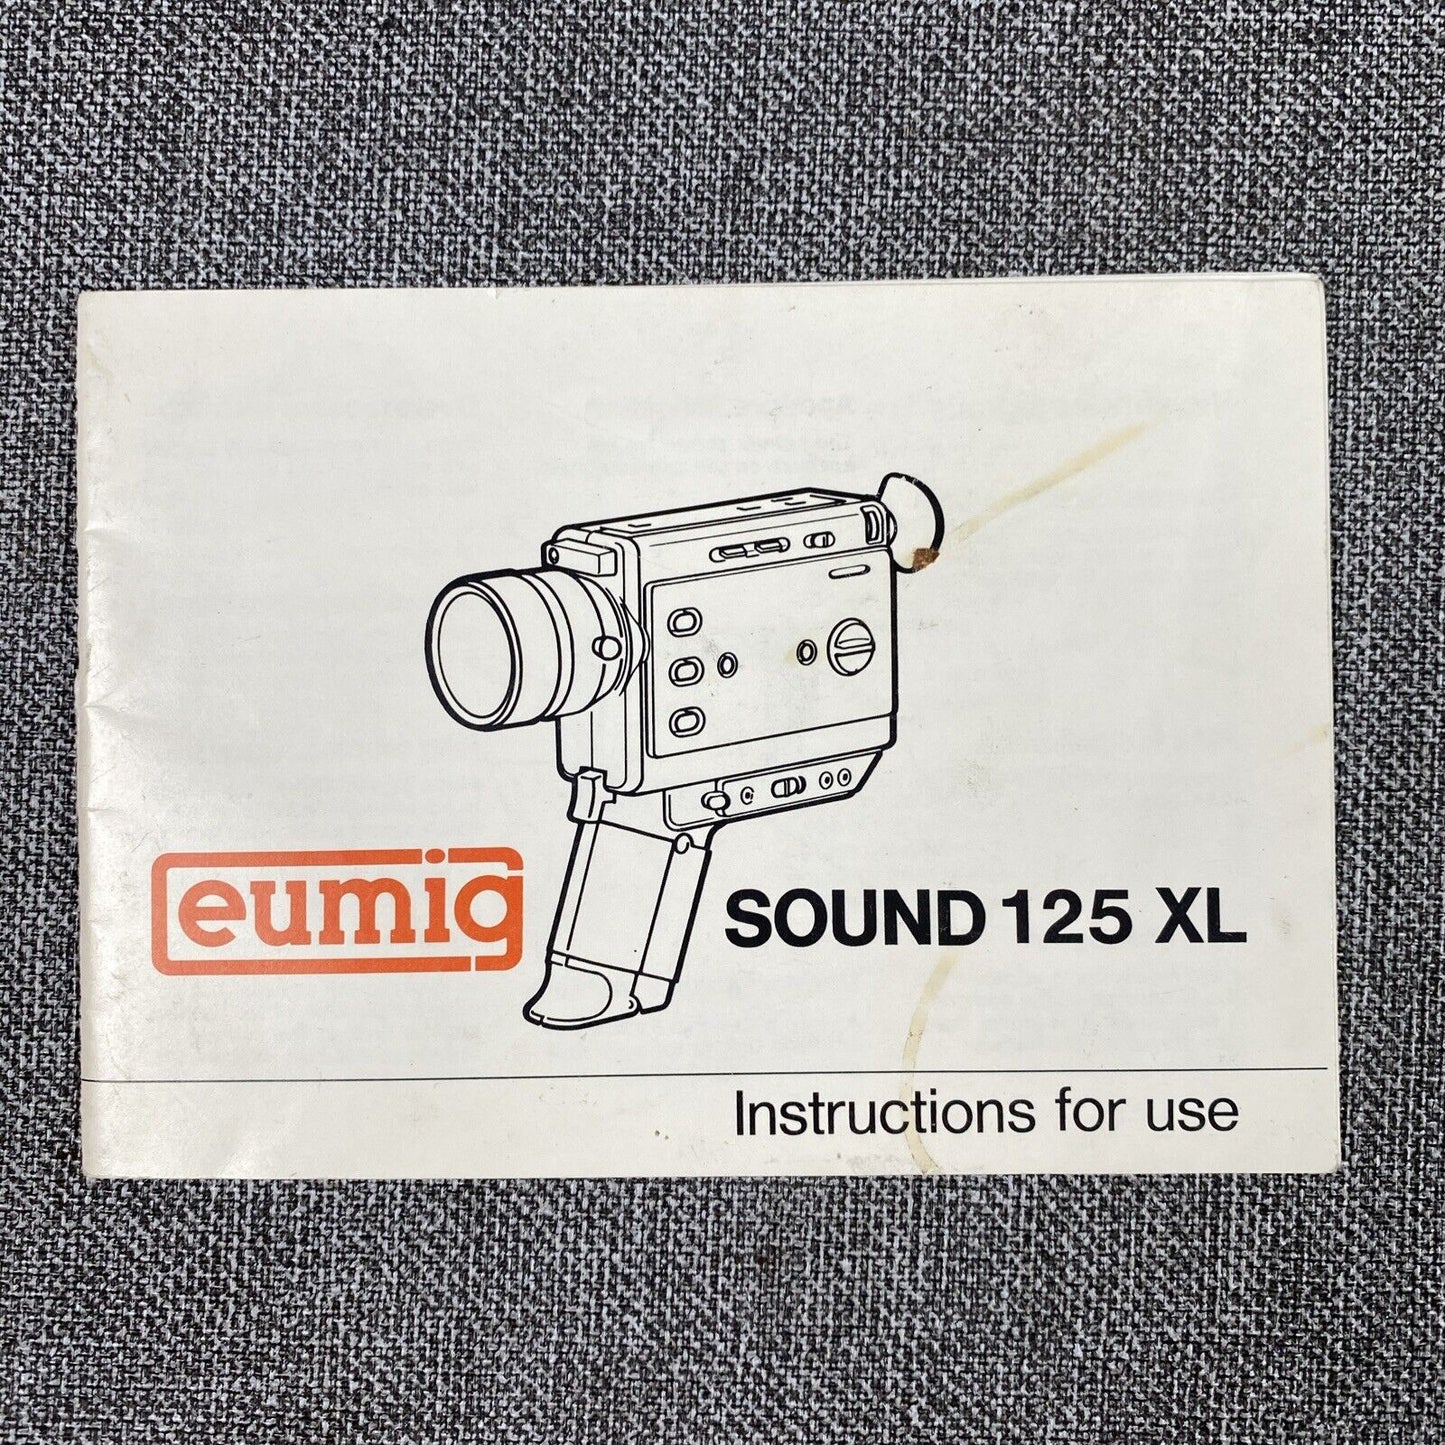 eumig
SOUND 125 XL
Instructions for use